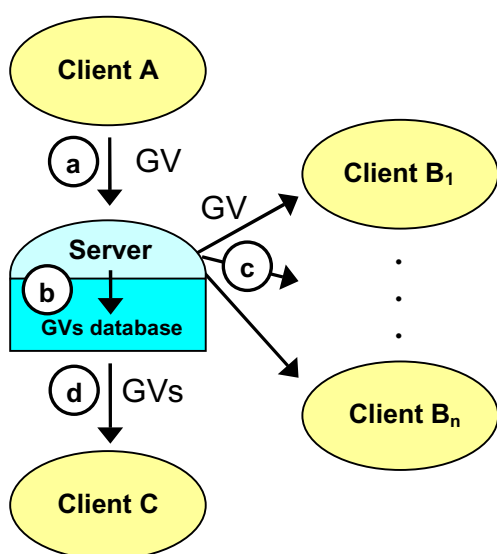 Client A
a
GV
Client B₁
GV
Server
c
b
GVs database
.
.
.
d
GVs
Client Bₙ
Client C